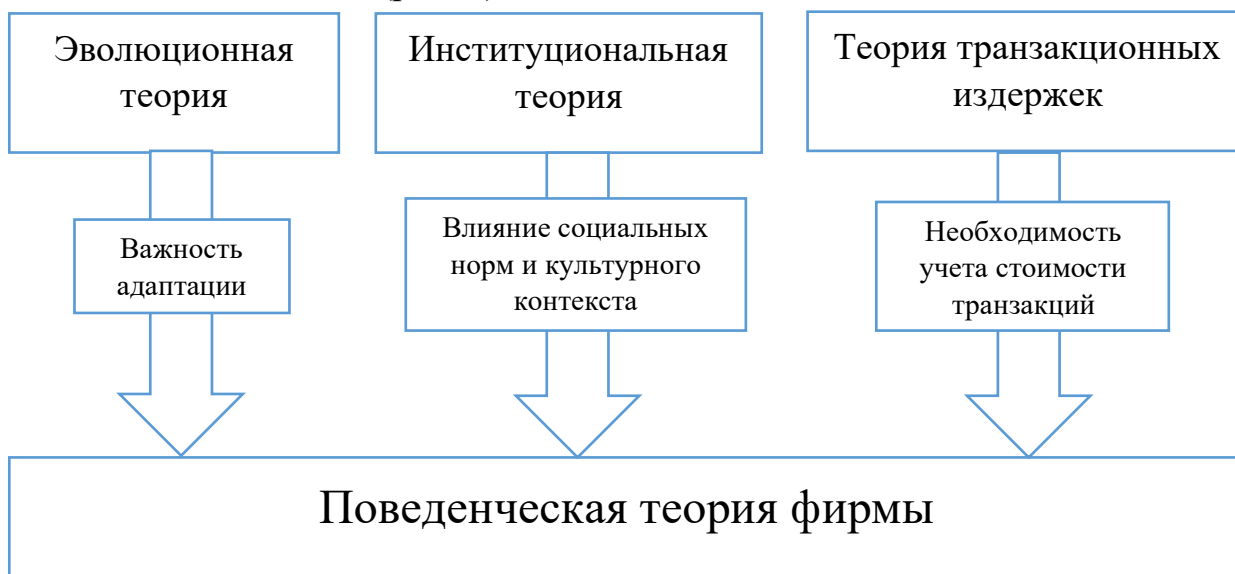 Эволюционная
теория
Институциональная
теория
Теория транзакционных
издержек
Важность
адаптации
Влияние социальных
норм и культурного
контекста
Необходимость
учета стоимости
транзакций
Поведенческая теория фирмы